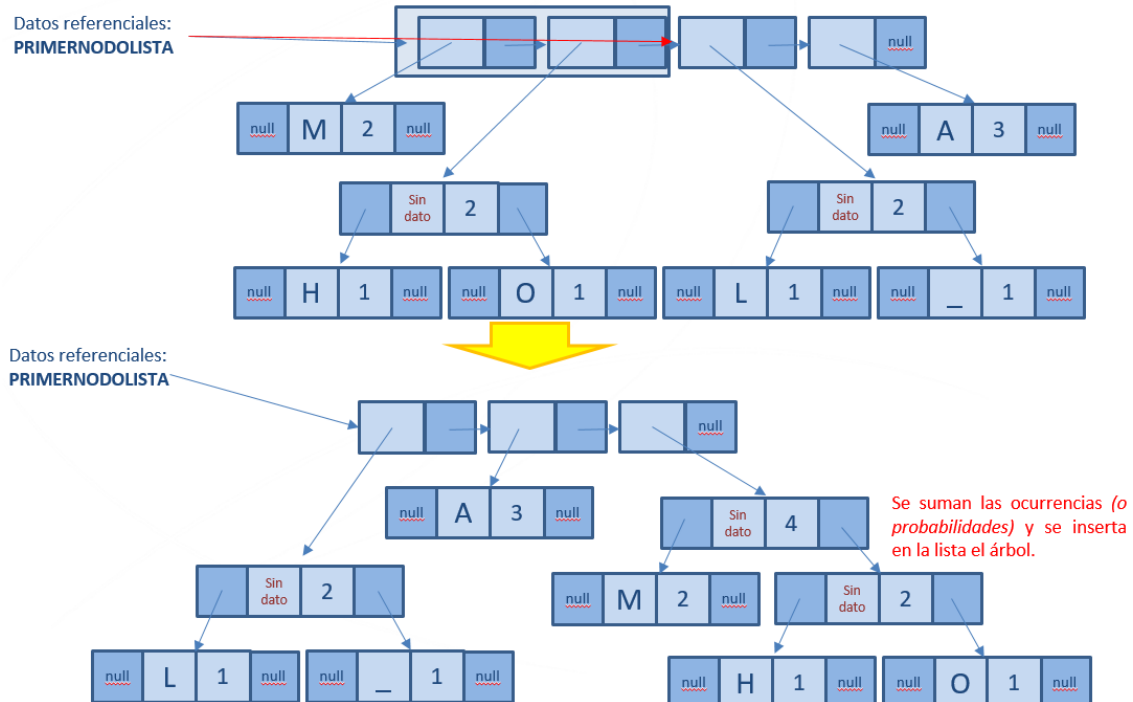 Datos referenciales:
PRIMERNODOLISTA
null
null M 2 null
null A 3 null
Sin dato 2
Sin dato 2
null H 1 null
null O 1 null
null L 1 null
null _ 1 null
Datos referenciales:
PRIMERNODOLISTA
null
null A 3 null
Sin dato 4
Se suman las ocurrencias (o
probabilidades) y se inserta
en la lista el árbol.
Sin dato 2
null M 2 null
Sin dato 2
null L 1 null
null _ 1 null
null H 1 null
null O 1 null